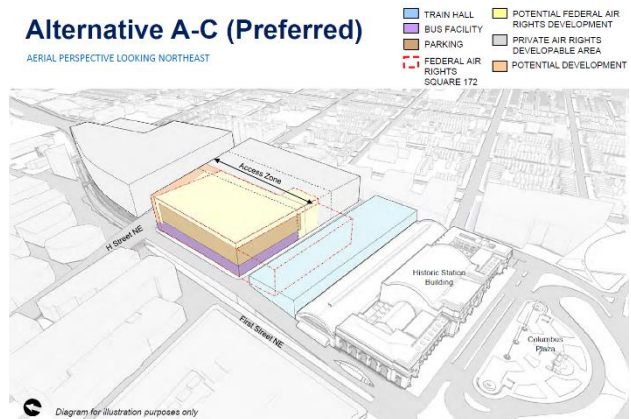 Alternative A-C (Preferred)
AERIAL PERSPECTIVE LOOKING NORTHEAST
TRAIN HALL
BUS FACILITY
PARKING
FEDERAL AIR
RIGHTS
SQUARE 172
POTENTIAL FEDERAL AIR
RIGHTS DEVELOPMENT
PRIVATE AIR RIGHTS
DEVELOPABLE AREA
POTENTIAL DEVELOPMENT
Access Zone
H Street NE
Historic Station
Building
First Street NE
Columbus
Plaza
Diagram for illustration purposes only